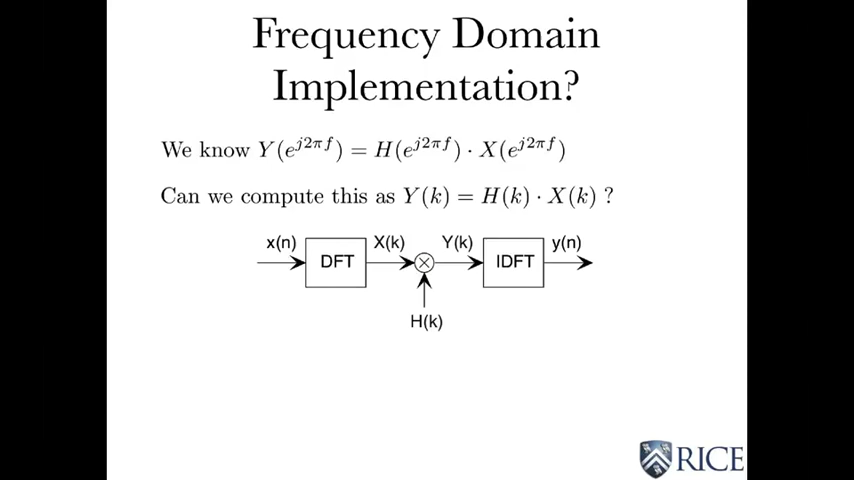 Frequency Domain
Implementation?
We know Y(e^{j2πf}) = H(e^{j2πf}) · X(e^{j2πf})
Can we compute this as Y(k) = H(k) · X(k) ?
x(n) DFT X(k) Y(k) IDFT y(n)
H(k)
RICE